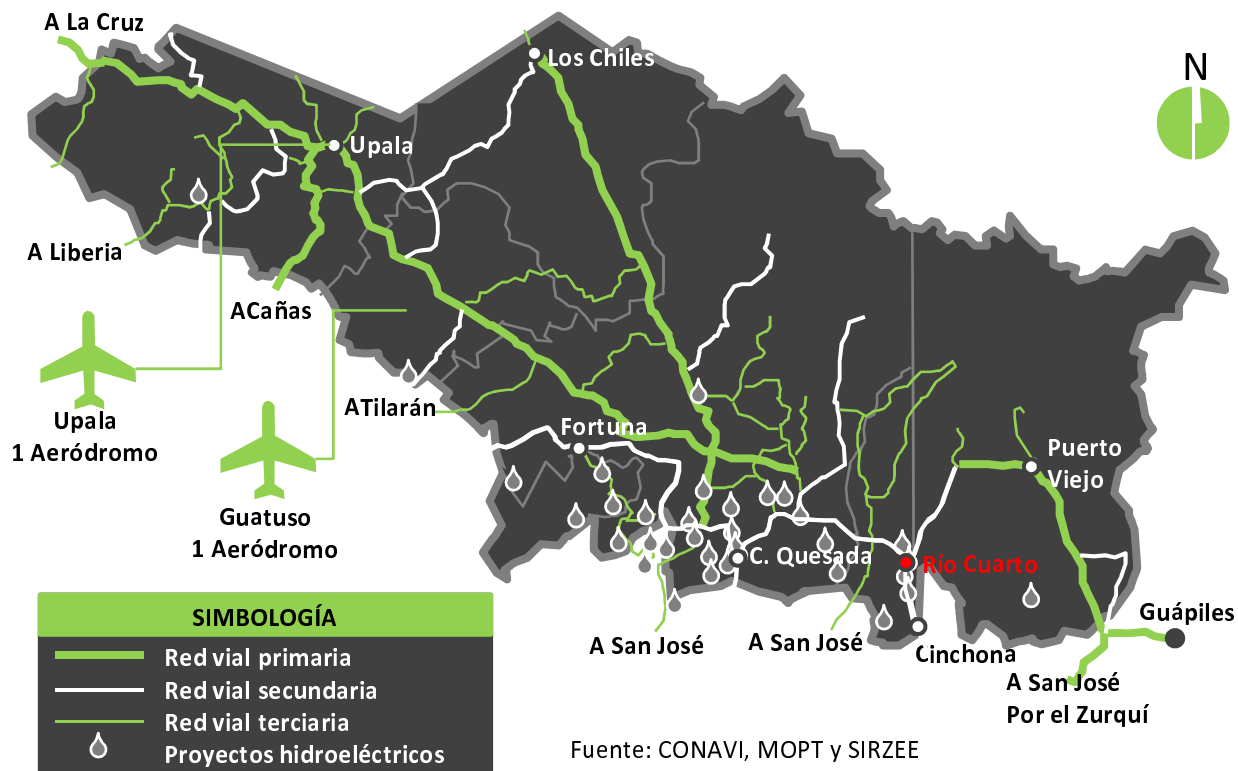 A La Cruz
Los Chiles
N
Upala
A Liberia
ACañas
Upala
1 Aeródromo
ATilarán
Fortuna
Guatuso
1 Aeródromo
Puerto
Viejo
C. Quesada
Río Cuarto
Guápiles
A San José
A San José
Cinchona
A San José
Por el Zurquí
SIMBOLOGÍA
Red vial primaria
Red vial secundaria
Red vial terciaria
Proyectos hidroeléctricos
Fuente: CONAVI, MOPT y SIRZEE